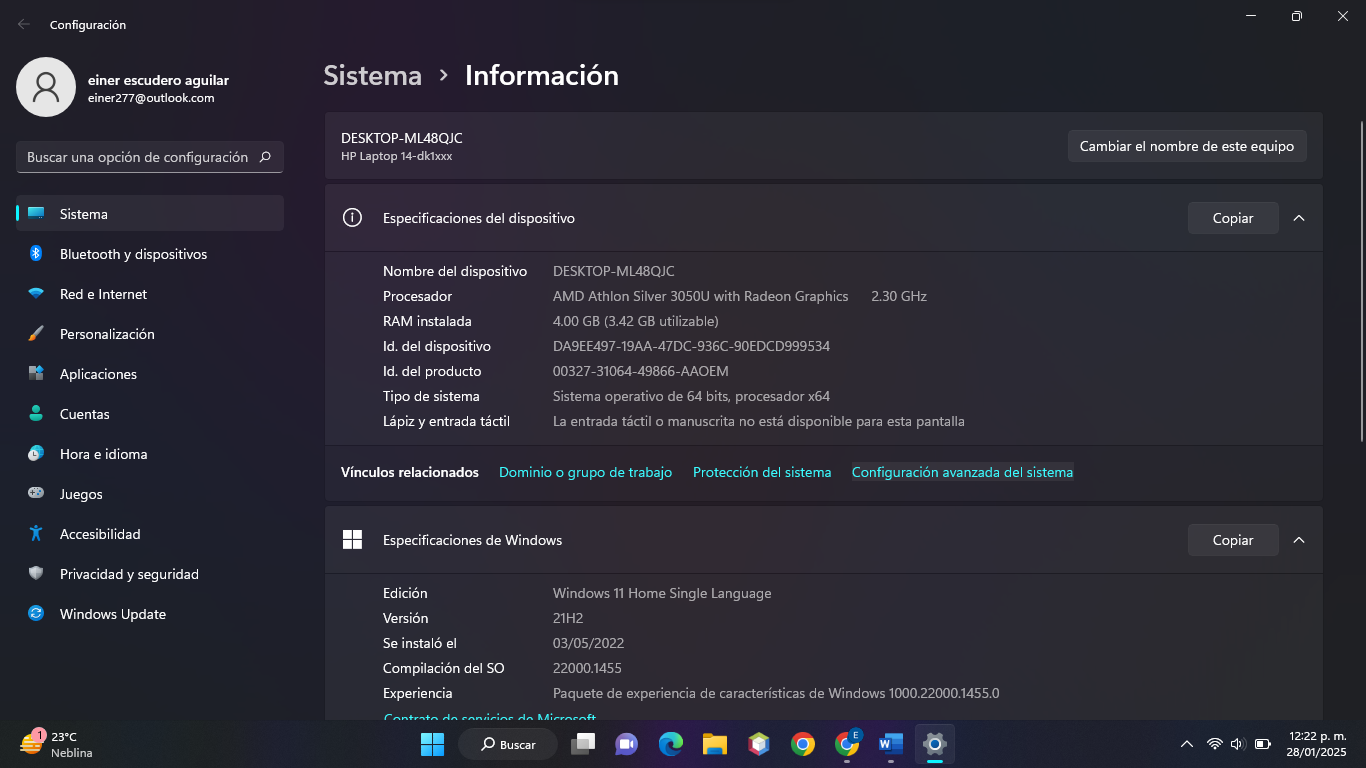 Configuración
einer escudero aguilar
einer277@outlook.com
Buscar una opción de configuración
Sistema
Bluetooth y dispositivos
Red e Internet
Personalización
Aplicaciones
Cuentas
Hora e idioma
Juegos
Accesibilidad
Privacidad y seguridad
Windows Update
Sistema > Información
DESKTOP-ML48QJC
HP Laptop 14-dk1xxx
Cambiar el nombre de este equipo
Especificaciones del dispositivo
Copiar
Nombre del dispositivo DESKTOP-ML48QJC
Procesador AMD Athlon Silver 3050U with Radeon Graphics 2.30 GHz
RAM instalada 4.00 GB (3.42 GB utilizable)
Id. del dispositivo DA9EE497-19AA-47DC-936C-90EDCD999534
Id. del producto 00327-31064-49866-AAOEM
Tipo de sistema Sistema operativo de 64 bits, procesador x64
Lápiz y entrada táctil La entrada táctil o manuscrita no está disponible para esta pantalla
Vínculos relacionados Dominio o grupo de trabajo Protección del sistema Configuración avanzada del sistema
Especificaciones de Windows
Copiar
Edición Windows 11 Home Single Language
Versión 21H2
Se instaló el 03/05/2022
Compilación del SO 22000.1455
Experiencia Paquete de experiencia de características de Windows 1000.22000.1455.0
Contrato de servicios de Microsoft
1
23°C
Neblina
Buscar
E
W
12:22 p. m.
28/01/2025